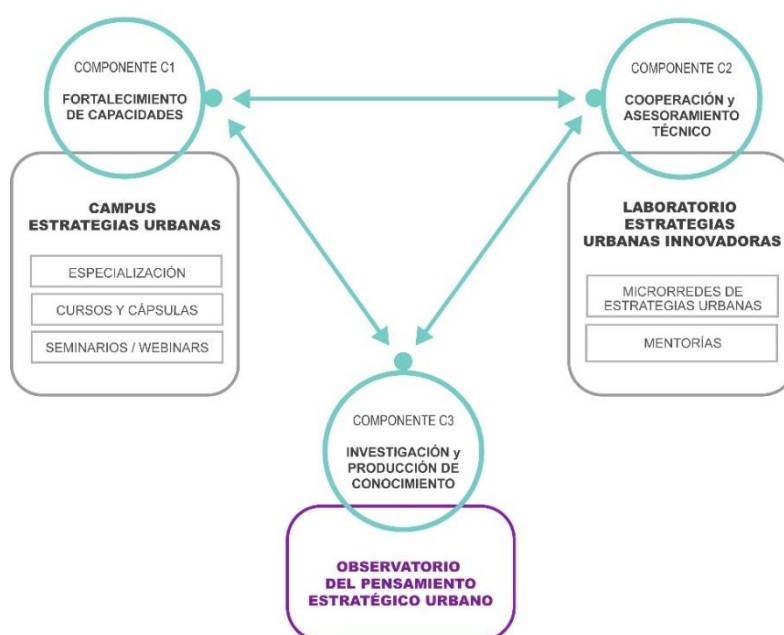 COMPONENTE C1
FORTALECIMIENTO
DE CAPACIDADES
CAMPUS
ESTRATEGIAS URBANAS
ESPECIALIZACIÓN
CURSOS Y CÁPSULAS
SEMINARIOS / WEBINARS
COMPONENTE C2
COOPERACIÓN y
ASESORAMIENTO
TÉCNICO
LABORATORIO
ESTRATEGIAS
URBANAS INNOVADORAS
MICRORREDES DE
ESTRATEGIAS URBANAS
MENTORÍAS
COMPONENTE C3
INVESTIGACIÓN y
PRODUCCIÓN DE
CONOCIMIENTO
OBSERVATORIO
DEL PENSAMIENTO
ESTRATÉGICO URBANO